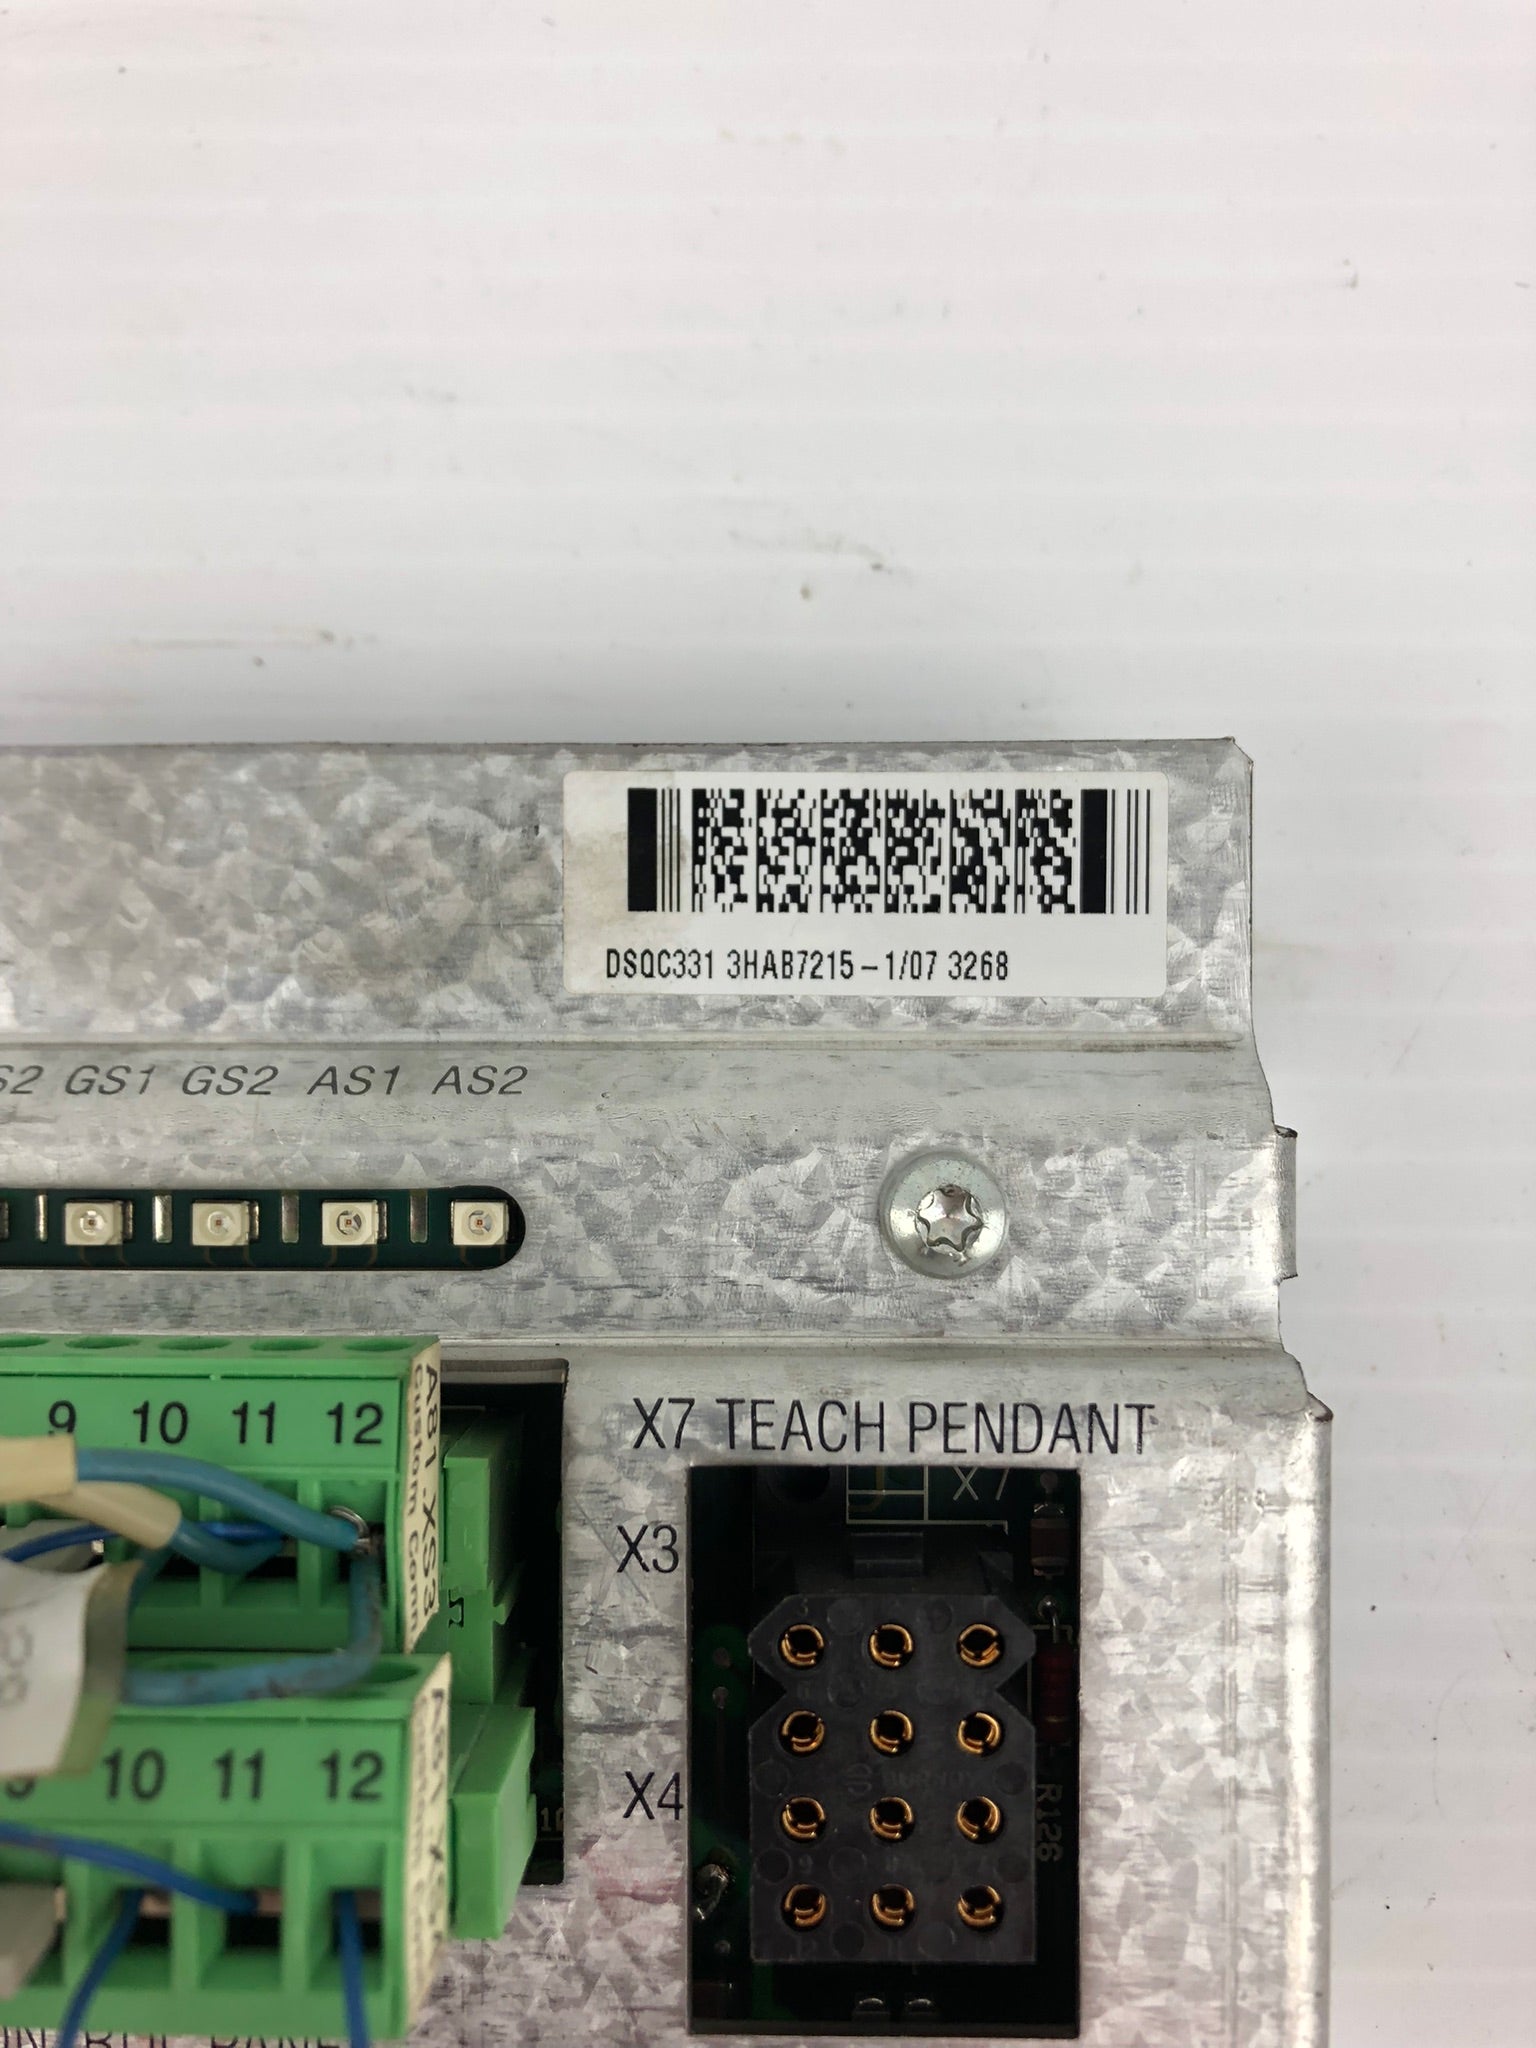 DSQC331 3HAB7215-1/07 3268
GS1 GS2 AS1 AS2
9 10 11 12
X7 TEACH PENDANT
X7
X3
10 11 12
X4
R126